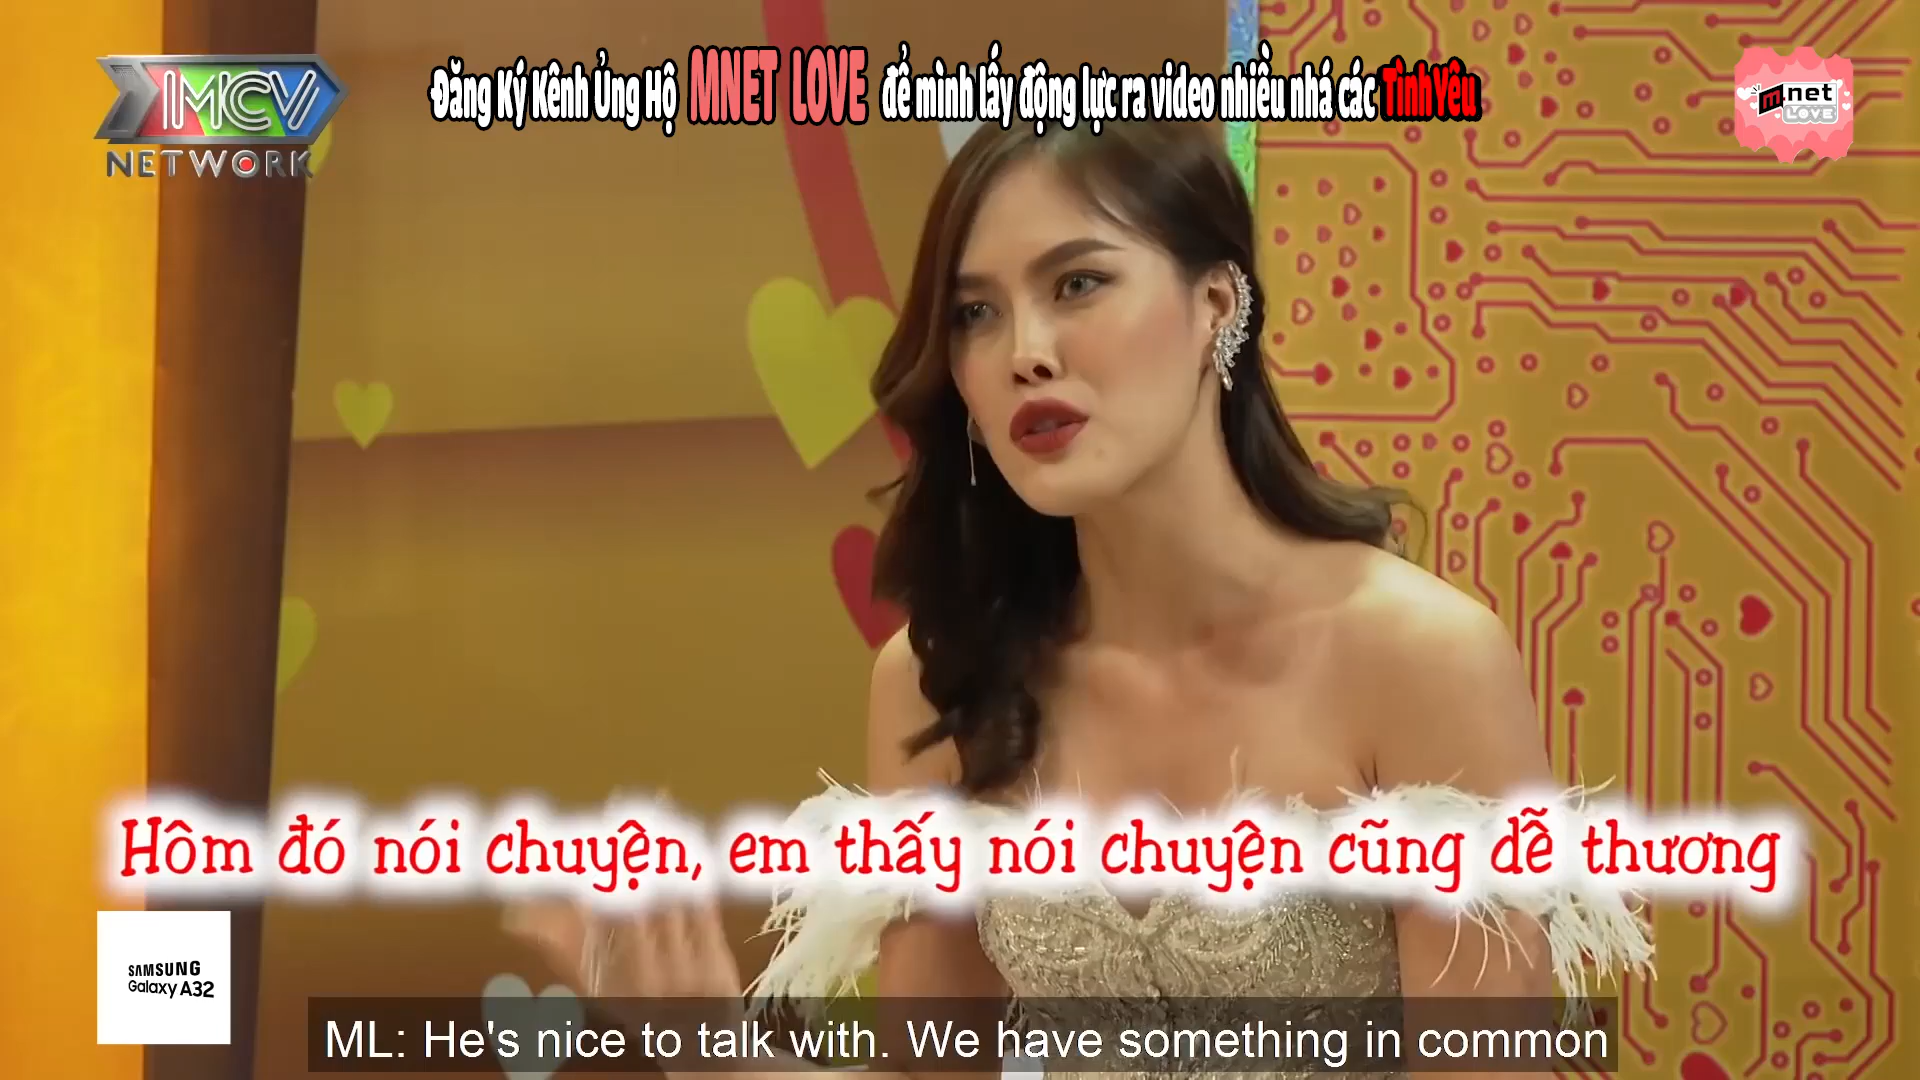 MCV
NETWORK
Đăng Ký Kênh Ủng Hộ MNET LOVE để mình lấy động lực ra video nhiều nhá các Tình Yêu
mnet
LOVE
Hôm đó nói chuyện, em thấy nói chuyện cũng dễ thương
SAMSUNG
Galaxy A32
ML: He's nice to talk with. We have something in common